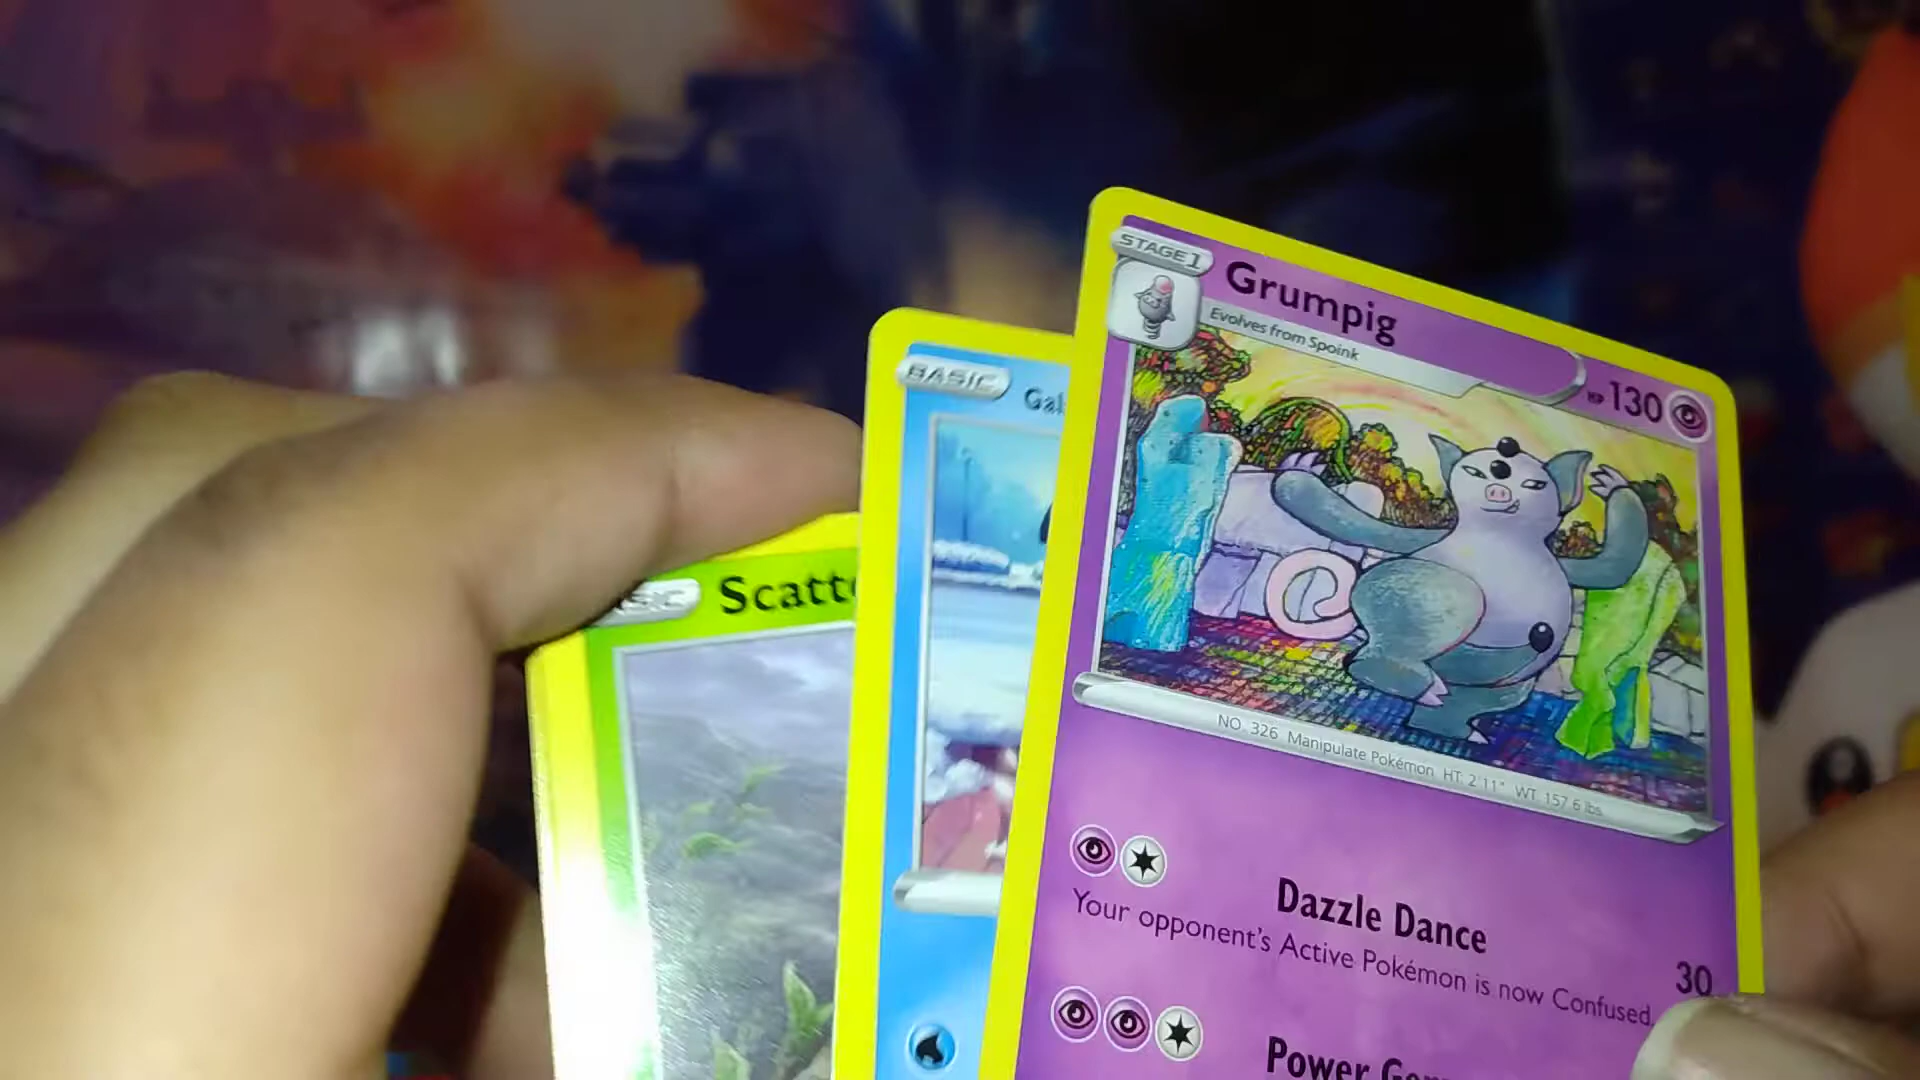 STAGE 1
Grumpig
Evolves from Spoink
HP 130
NO. 326 Manipulate Pokémon HT: 2'11" WT: 157.6 lbs.
Dazzle Dance
30
Your opponent's Active Pokémon is now Confused.
Power
BASIC
Gal
Scatt